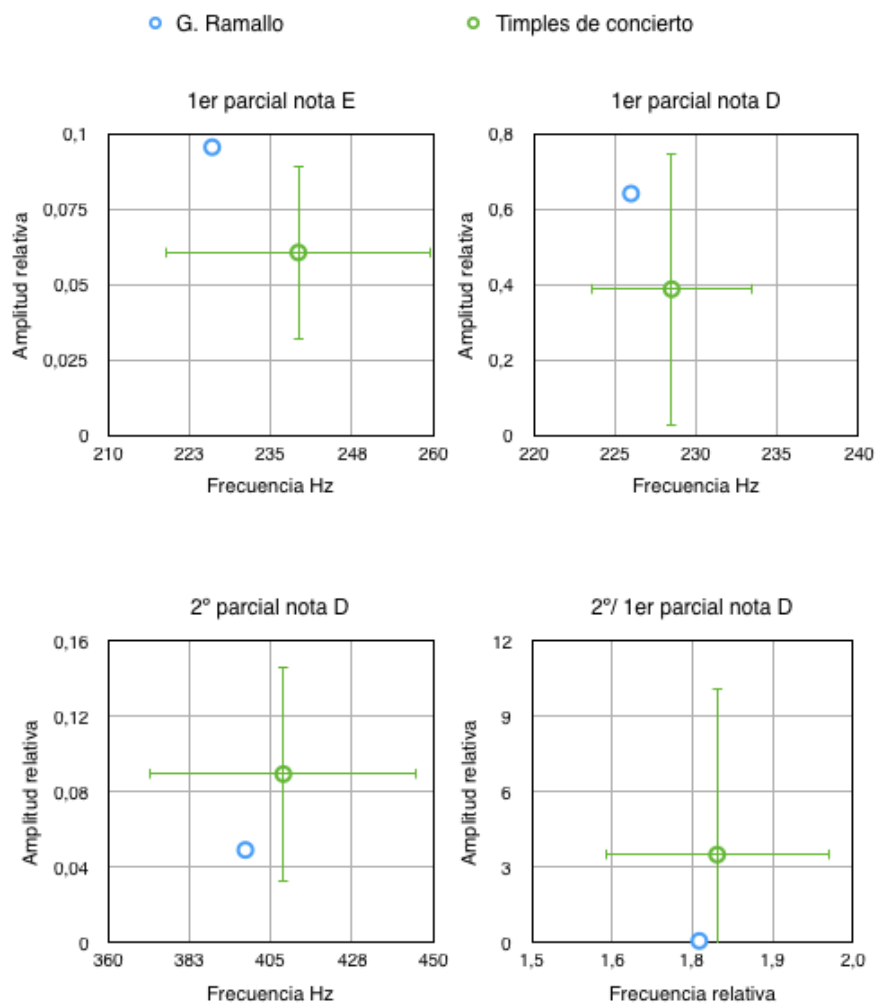 G. Ramallo Timples de concierto
1er parcial nota E
Amplitud relativa
0,1
0,075
0,05
0,025
0
210 223 235 248 260
Frecuencia Hz
1er parcial nota D
Amplitud relativa
0,8
0,6
0,4
0,2
0
220 225 230 235 240
Frecuencia Hz
2º parcial nota D
Amplitud relativa
0,16
0,12
0,08
0,04
0
360 383 405 428 450
Frecuencia Hz
2º/ 1er parcial nota D
Amplitud relativa
12
9
6
3
0
1,5 1,6 1,8 1,9 2,0
Frecuencia relativa